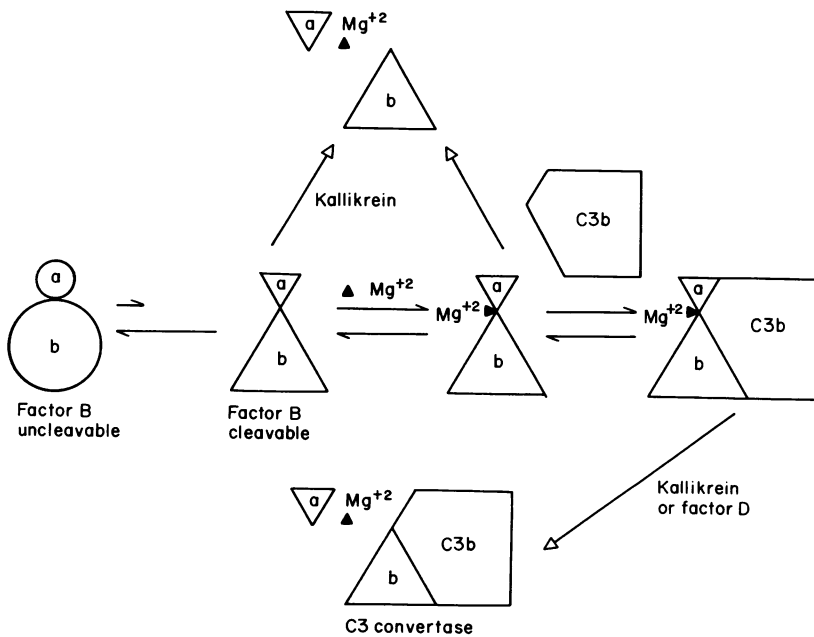 a Mg+2
b
Kallikrein
C3b
a
b
Factor B
uncleavable
a
b
Factor B
cleavable
Mg+2
Mg+2
a
b
Mg+2
a
b
C3b
Kallikrein
or factor D
a Mg+2
C3b
b
C3 convertase